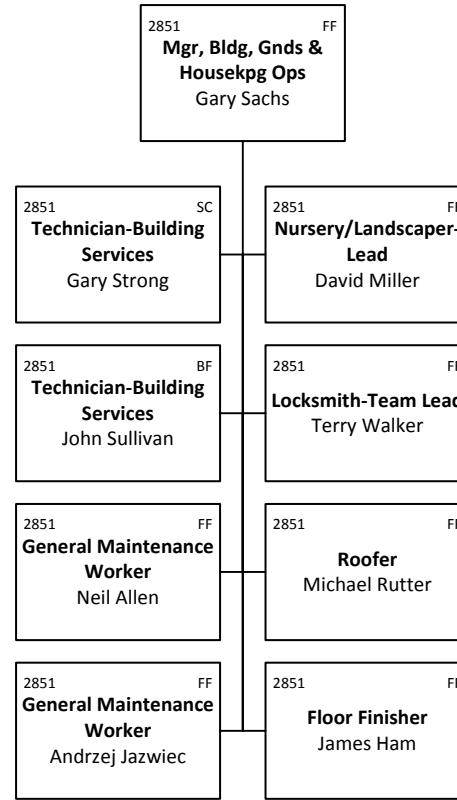 2851 FF
Mgr, Bldg, Gnds &
Housekpg Ops
Gary Sachs
2851 SC
Technician-Building
Services
Gary Strong
2851
Nursery/Landscaper-
Lead
David Miller
2851 BF
Technician-Building
Services
John Sullivan
2851
Locksmith-Team Lead
Terry Walker
2851 FF
General Maintenance
Worker
Neil Allen
2851
Roofer
Michael Rutter
2851 FF
General Maintenance
Worker
Andrzej Jazwiec
2851
Floor Finisher
James Ham